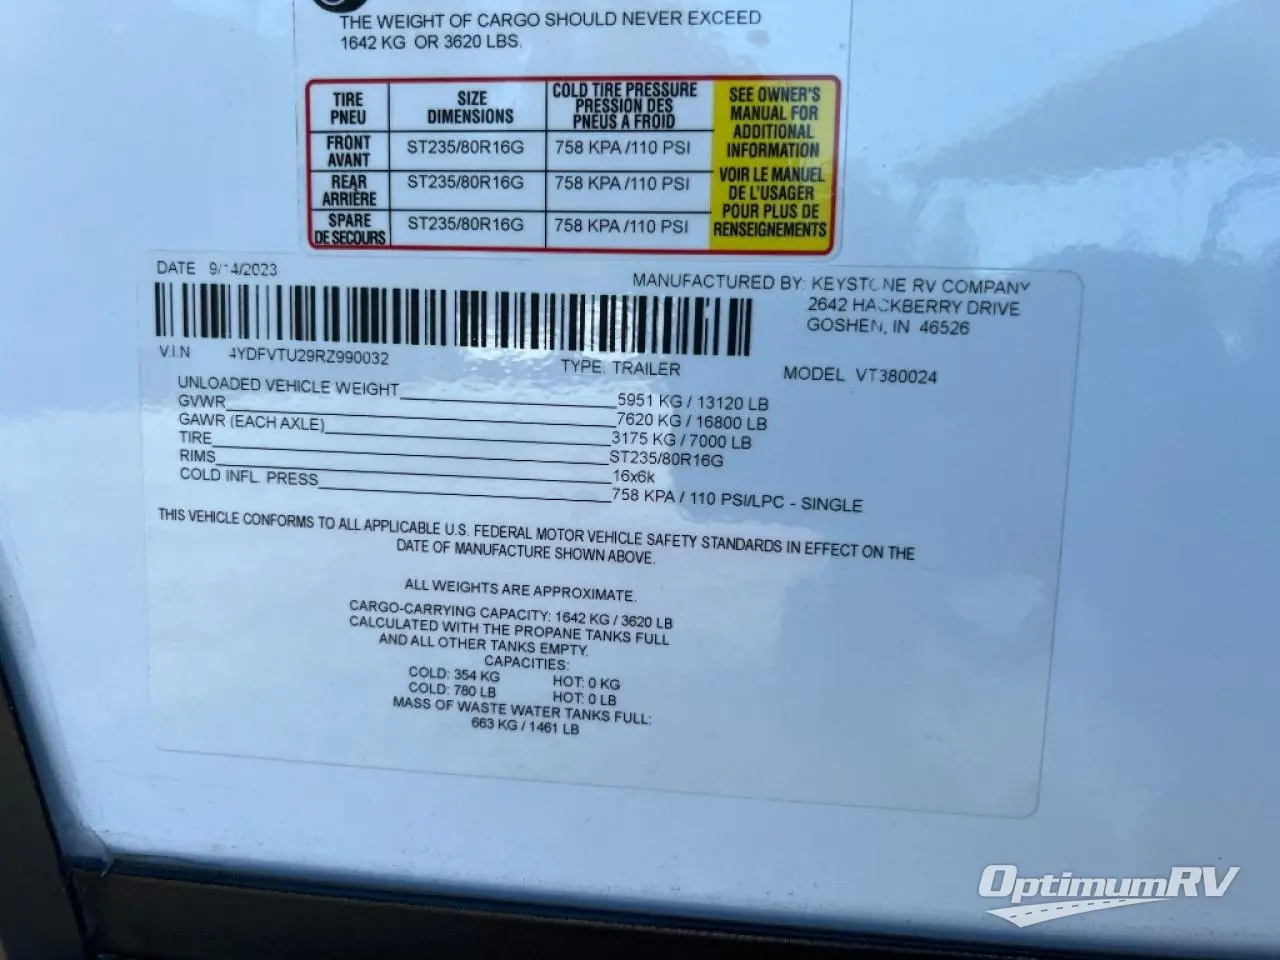 THE WEIGHT OF CARGO SHOULD NEVER EXCEED
1642 KG OR 3620 LBS.
TIRE PNEU
SIZE DIMENSIONS
COLD TIRE PRESSURE
PRESSION DES
PNEUS A FROID
SEE OWNER'S
MANUAL FOR
ADDITIONAL
INFORMATION
FRONT AVANT
ST235/80R16G
758 KPA /110 PSI
REAR ARRIÈRE
ST235/80R16G
758 KPA /110 PSI
VOIR LE MANUEL
DE L'USAGER
POUR PLUS DE
RENSEIGNEMENTS
SPARE DE SECOURS
ST235/80R16G
758 KPA /110 PSI
DATE 9/14/2023
MANUFACTURED BY: KEYSTONE RV COMPANY
2642 HACKBERRY DRIVE
GOSHEN, IN 46526
V.I.N 4YDFVTU29RZ990032
TYPE: TRAILER
MODEL VT380024
UNLOADED VEHICLE WEIGHT 5951 KG / 13120 LB
GVWR 7620 KG / 16800 LB
GAWR (EACH AXLE) 3175 KG / 7000 LB
TIRE ST235/80R16G
RIMS 16x6k
COLD INFL. PRESS 758 KPA / 110 PSI/LPC - SINGLE
THIS VEHICLE CONFORMS TO ALL APPLICABLE U.S. FEDERAL MOTOR VEHICLE SAFETY STANDARDS IN EFFECT ON THE
DATE OF MANUFACTURE SHOWN ABOVE.
ALL WEIGHTS ARE APPROXIMATE.
CARGO-CARRYING CAPACITY: 1642 KG / 3620 LB
CALCULATED WITH THE PROPANE TANKS FULL
AND ALL OTHER TANKS EMPTY.
CAPACITIES:
COLD: 354 KG HOT: 0 KG
COLD: 780 LB HOT: 0 LB
MASS OF WASTE WATER TANKS FULL:
663 KG / 1461 LB
OptimumRV